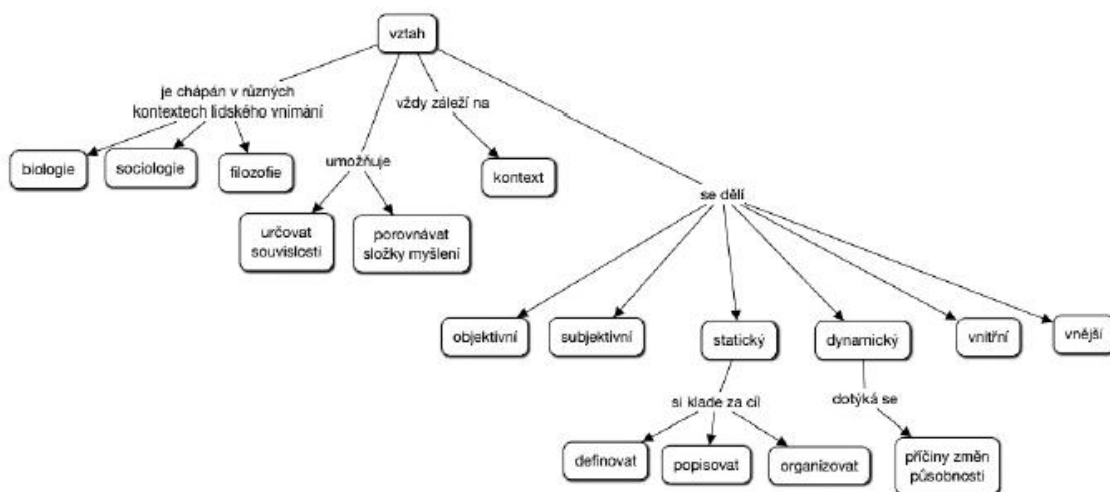 vztah
je chápán v různých
kontextech lidského vnímání
vždy záleží na
biologie
sociologie
filozofie
umožňuje
kontext
se dělí
určovat
souvislosti
porovnávat
složky myšlení
objektivní
subjektivní
statický
dynamický
vnitřní
vnější
si klade za cíl
dotýká se
definovat
popisovat
organizovat
příčiny změn
působnosti